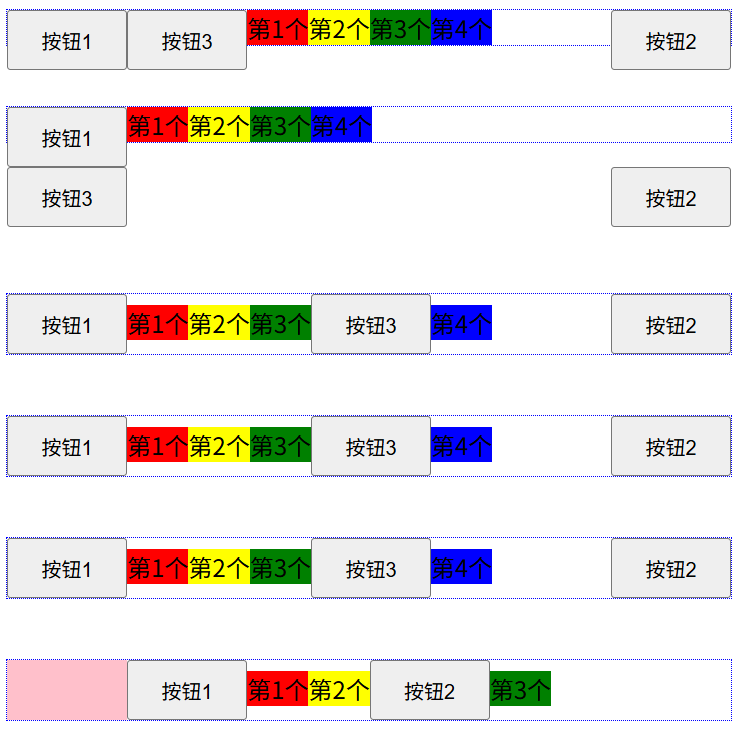 按钮1 按钮3 第1个 第2个 第3个 第4个 按钮2
按钮1 第1个 第2个 第3个 第4个
按钮3 按钮2
按钮1 第1个 第2个 第3个 按钮3 第4个 按钮2
按钮1 第1个 第2个 第3个 按钮3 第4个 按钮2
按钮1 第1个 第2个 第3个 按钮3 第4个 按钮2
按钮1 第1个 第2个 按钮2 第3个